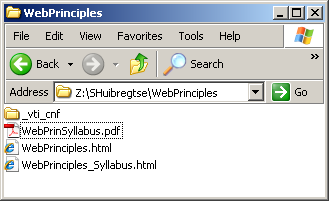 WebPrinciples
File Edit View Favorites Tools Help
Back Search
Address Z:\SHuibregtse\WebPrinciples Go
_vti_cnf
WebPrinSyllabus.pdf
WebPrinciples.html
WebPrinciples_Syllabus.html